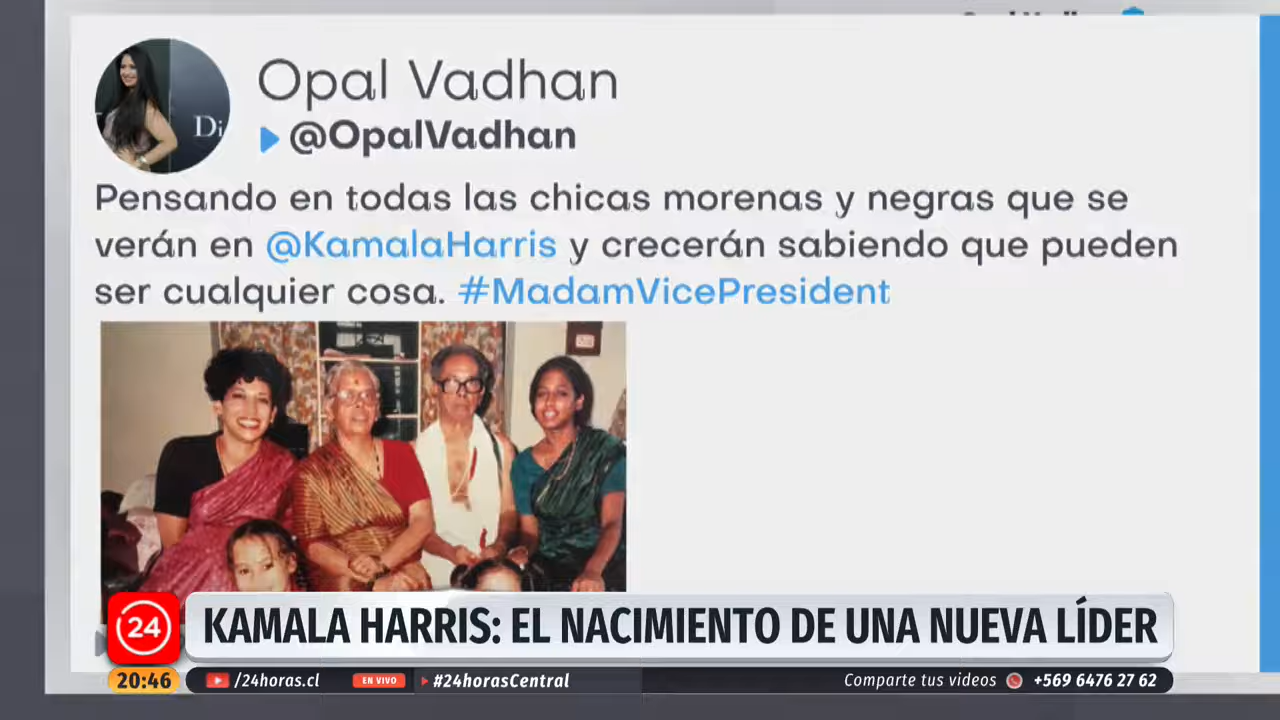 Opal Vadhan
Di
@OpalVadhan
Pensando en todas las chicas morenas y negras que se
verán en @KamalaHarris y crecerán sabiendo que pueden
ser cualquier cosa. #MadamVicePresident
24
KAMALA HARRIS: EL NACIMIENTO DE UNA NUEVA LÍDER
20:46 /24horas.cl EN VIVO #24horasCentral Comparte tus videos +569 6476 27 62